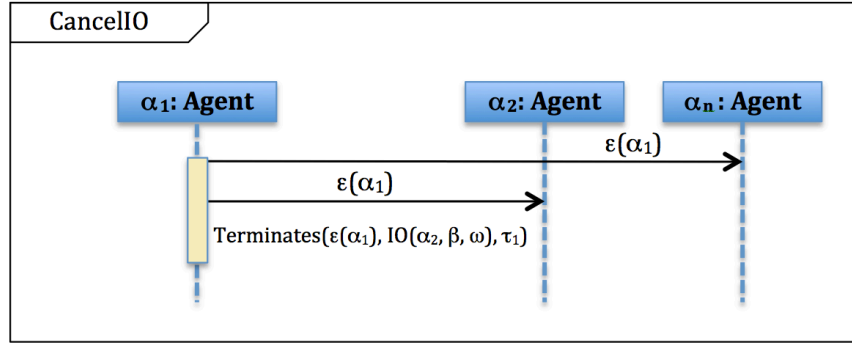 CancelIO
α₁: Agent
α₂: Agent
αₙ: Agent
ε(α₁)
ε(α₁)
Terminates(ε(α₁), IO(α₂, β, ω), τ₁)